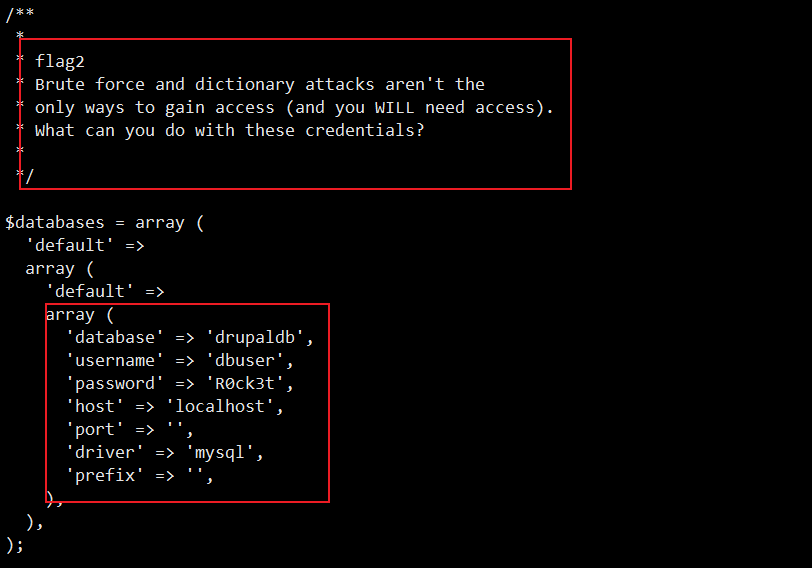 /**
 *
 * flag2
 * Brute force and dictionary attacks aren't the
 * only ways to gain access (and you WILL need access).
 * What can you do with these credentials?
 *
 */
$databases = array (
  'default' =>
  array (
    'default' =>
    array (
      'database' => 'drupaldb',
      'username' => 'dbuser',
      'password' => 'R0ck3t',
      'host' => 'localhost',
      'port' => '',
      'driver' => 'mysql',
      'prefix' => '',
    ),
  ),
);